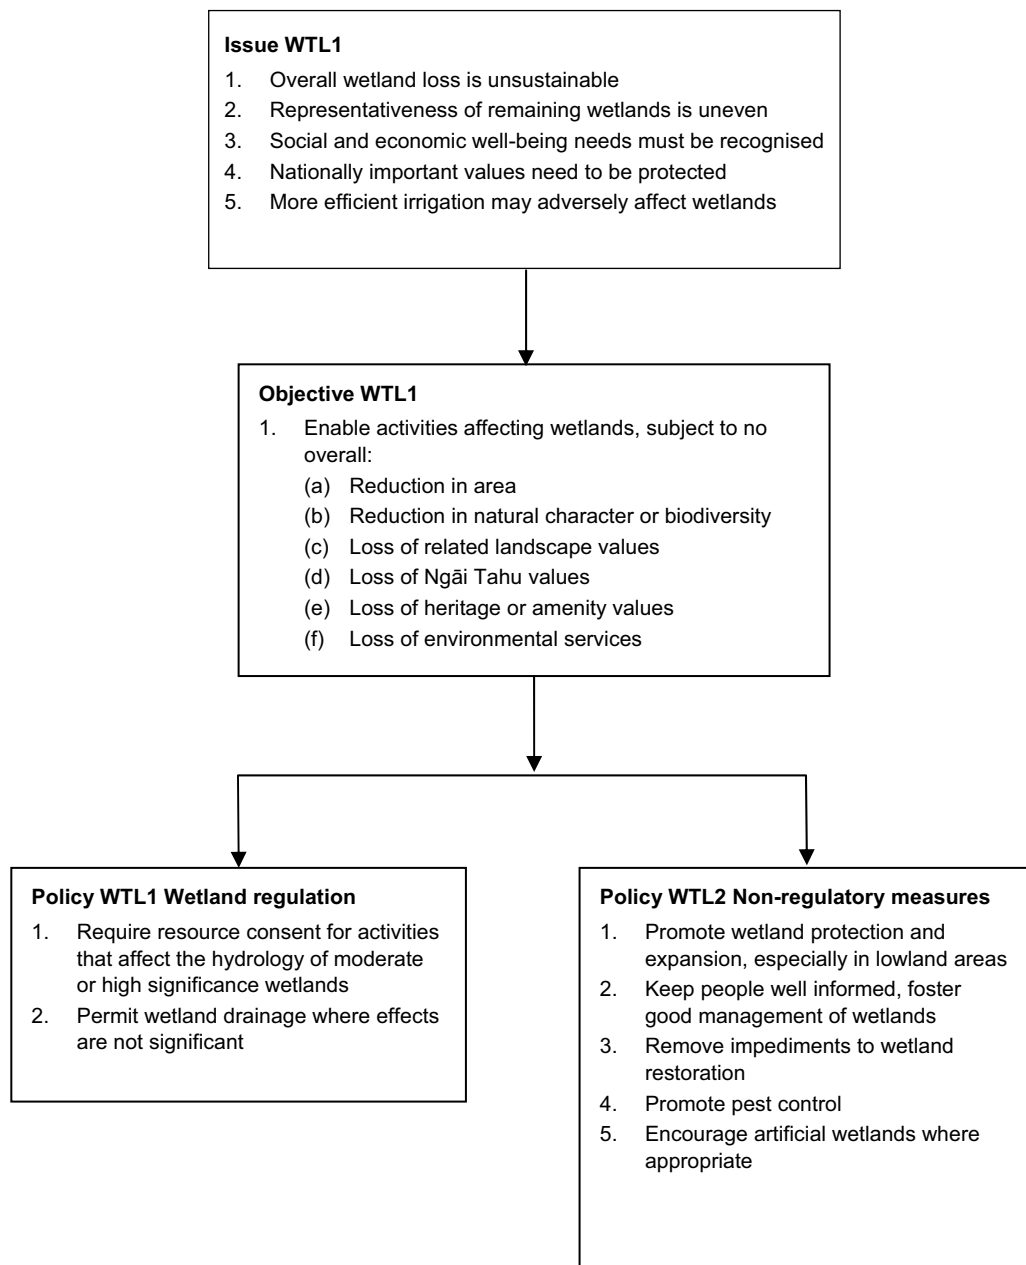 Issue WTL1
1. Overall wetland loss is unsustainable
2. Representativeness of remaining wetlands is uneven
3. Social and economic well-being needs must be recognised
4. Nationally important values need to be protected
5. More efficient irrigation may adversely affect wetlands
Objective WTL1
1. Enable activities affecting wetlands, subject to no
overall:
(a) Reduction in area
(b) Reduction in natural character or biodiversity
(c) Loss of related landscape values
(d) Loss of Ngāi Tahu values
(e) Loss of heritage or amenity values
(f) Loss of environmental services
Policy WTL1 Wetland regulation
1. Require resource consent for activities
that affect the hydrology of moderate
or high significance wetlands
2. Permit wetland drainage where effects
are not significant
Policy WTL2 Non-regulatory measures
1. Promote wetland protection and
expansion, especially in lowland areas
2. Keep people well informed, foster
good management of wetlands
3. Remove impediments to wetland
restoration
4. Promote pest control
5. Encourage artificial wetlands where
appropriate